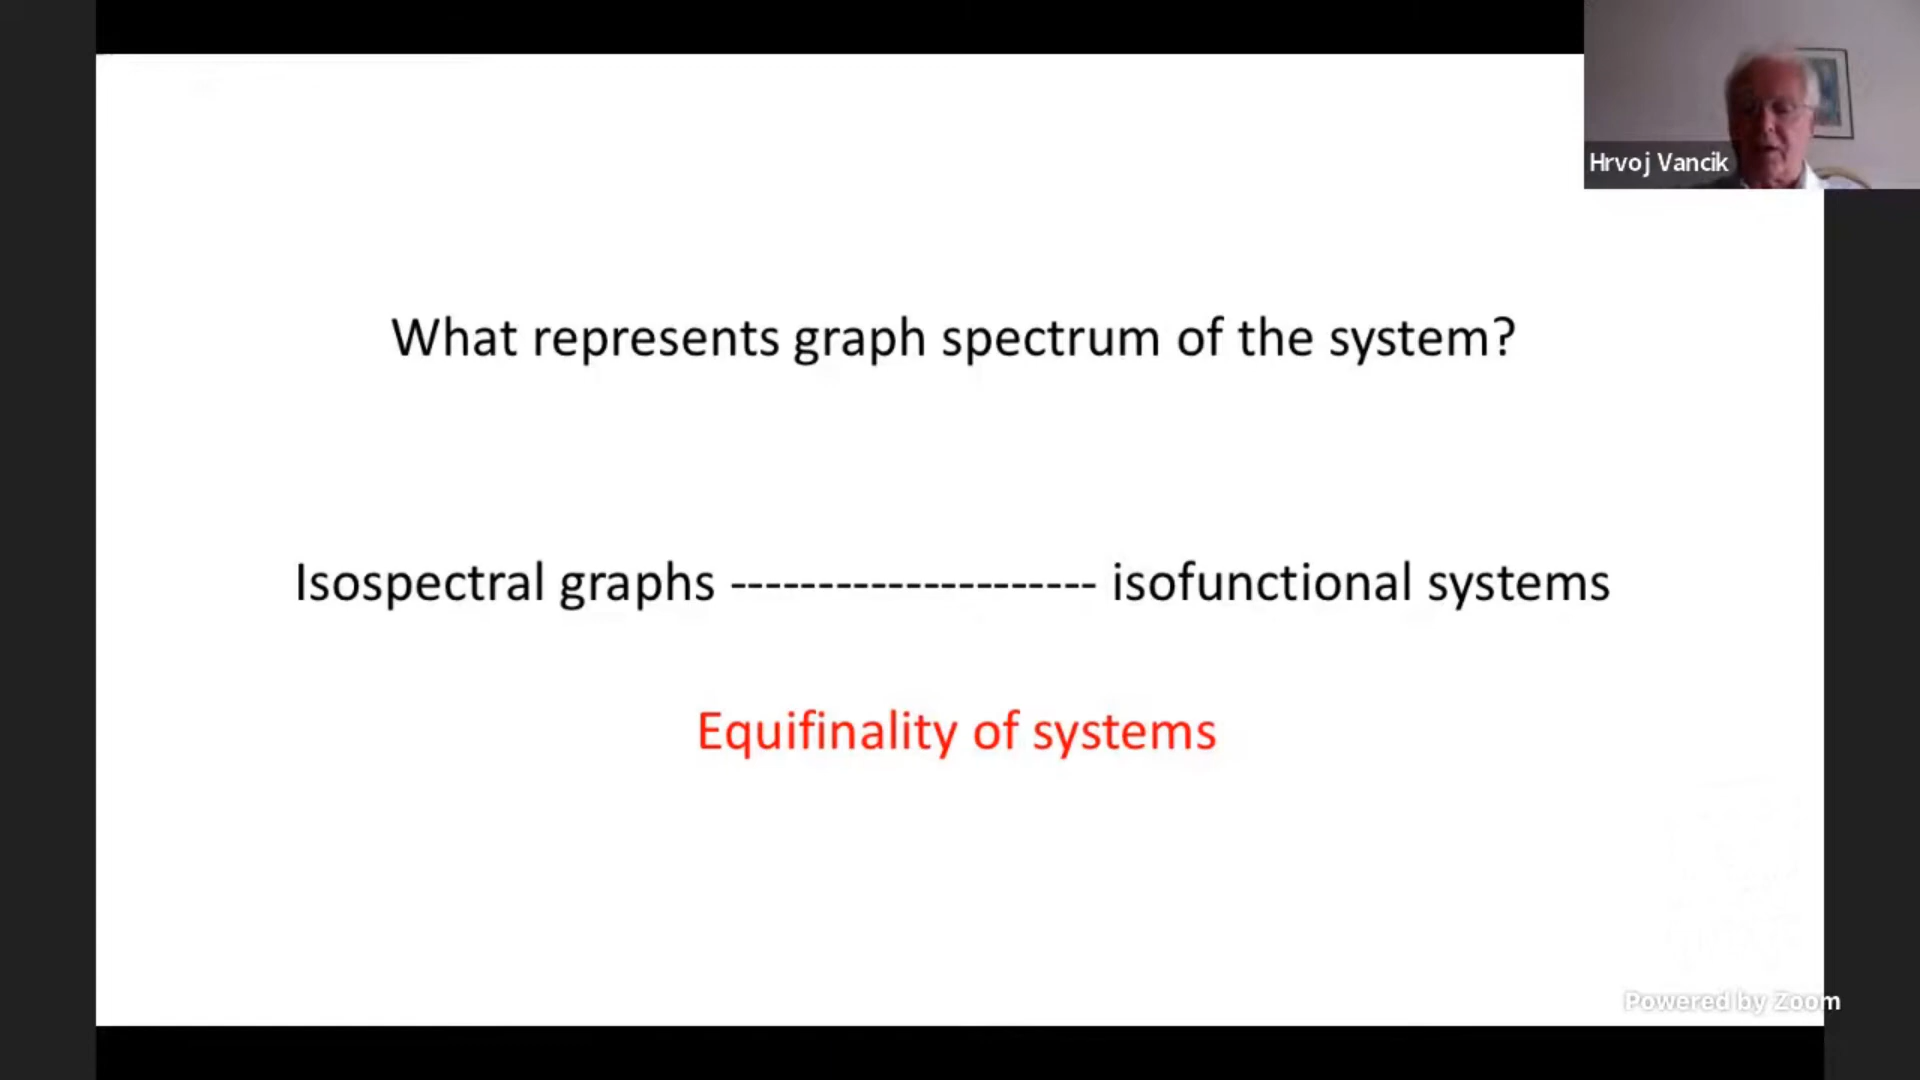 Hrvoj Vancik
What represents graph spectrum of the system?
Isospectral graphs --------------------- isofunctional systems
Equifinality of systems
Powered by Zoom